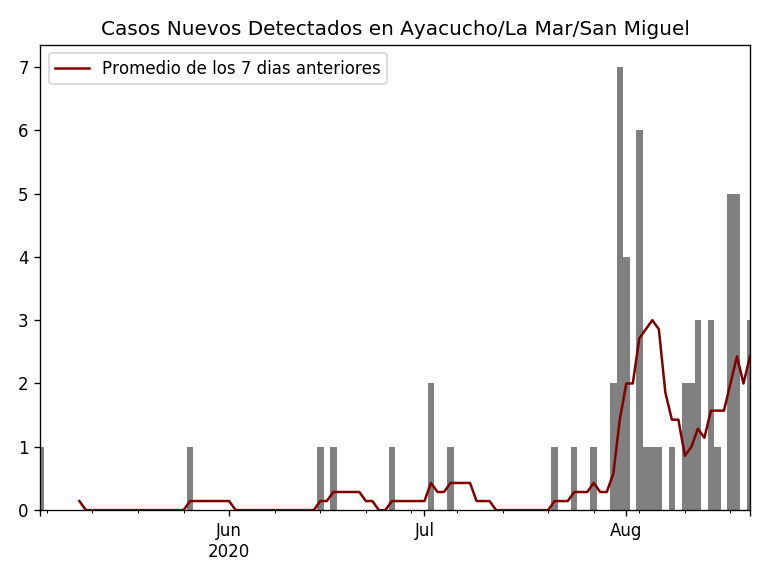 Casos Nuevos Detectados en Ayacucho/La Mar/San Miguel
Promedio de los 7 dias anteriores
7
6
5
4
3
2
1
0
Jun
2020
Jul
Aug